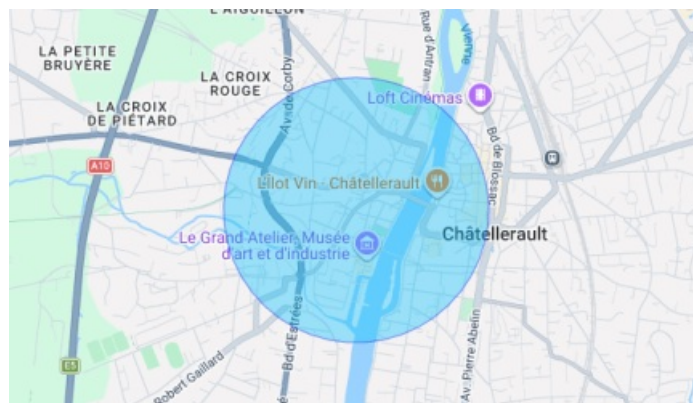 L'AIGUILLON
LA PETITE
BRUYÈRE
LA CROIX
ROUGE
LA CROIX
DE PIÉTARD
Avs de Corby
Rue d'Antran
Vienne
Loft Cinémas
Bd de Blossac
A10
L'Îlot Vin - Châtellerault
Le Grand Atelier, Musée
d'art et d'industrie
Châtellerault
Bd d'Estrées
E5
Robert Gaillard
Av. Pierre Abelin